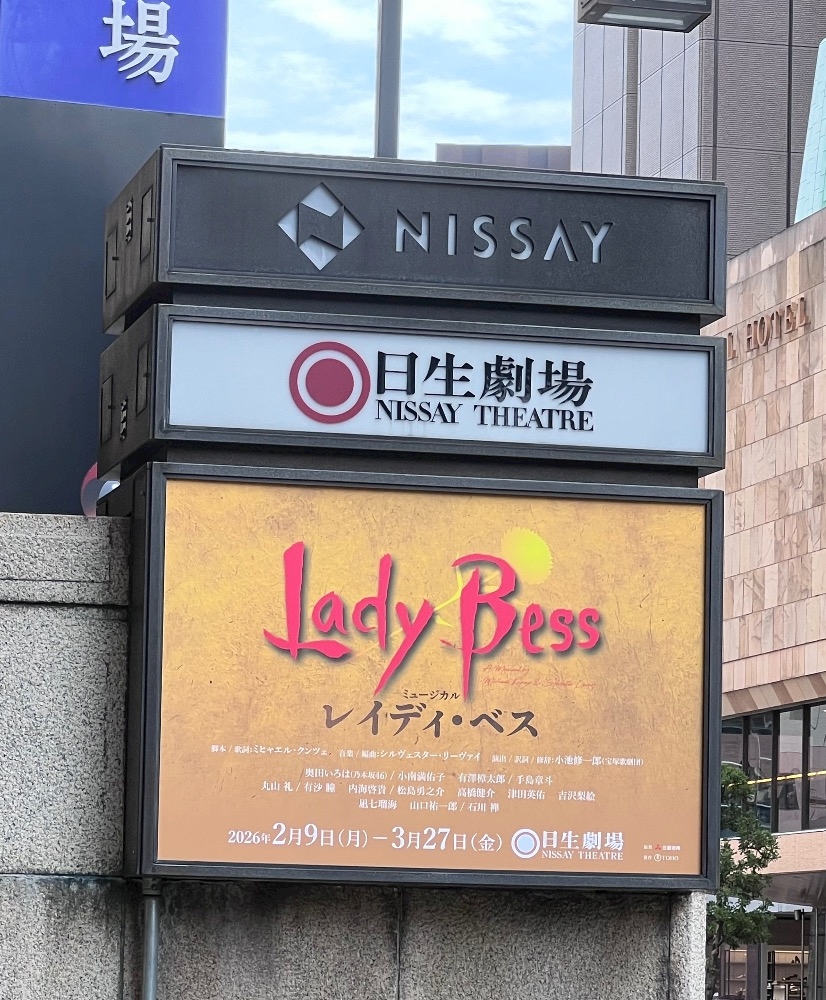 場
NISSAY
日生劇場
NISSAY THEATRE
L HOTEL
Lady Bess
A Musical by
ミュージカル
レイディ・ベス
脚本 / 歌詞:ミヒャエル・クンツェ 音楽 / 編曲:シルヴェスター・リーヴァイ 演出 / 訳詞 / 修辞:小池修一郎(宝塚歌劇団)
奥田いろは(乃木坂46) / 小南満佑子 有澤樟太郎 / 手島章斗
丸山 礼 / 有沙 瞳 内海啓貴 / 松島勇之介 高橋健介 津田英佑 吉沢梨絵
凪七瑠海 山口祐一郎 / 石川 禅
2026年2月9日(月)－3月27日(金) 日生劇場
NISSAY THEATRE
製作 TOHO